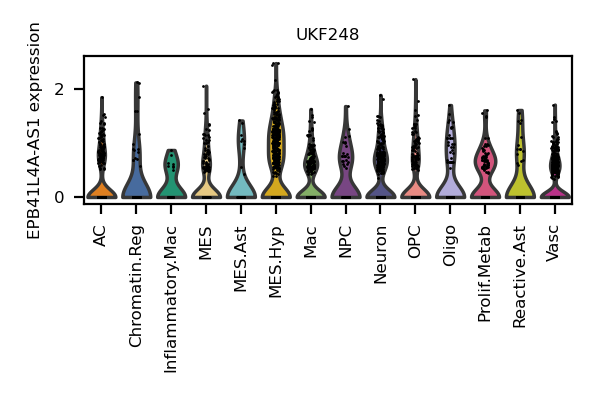 UKF248
EPB41L4A-AS1 expression
2
0
AC
Chromatin.Reg
Inflammatory.Mac
MES
MES.Ast
MES.Hyp
Mac
NPC
Neuron
OPC
Oligo
Prolif.Metab
Reactive.Ast
Vasc